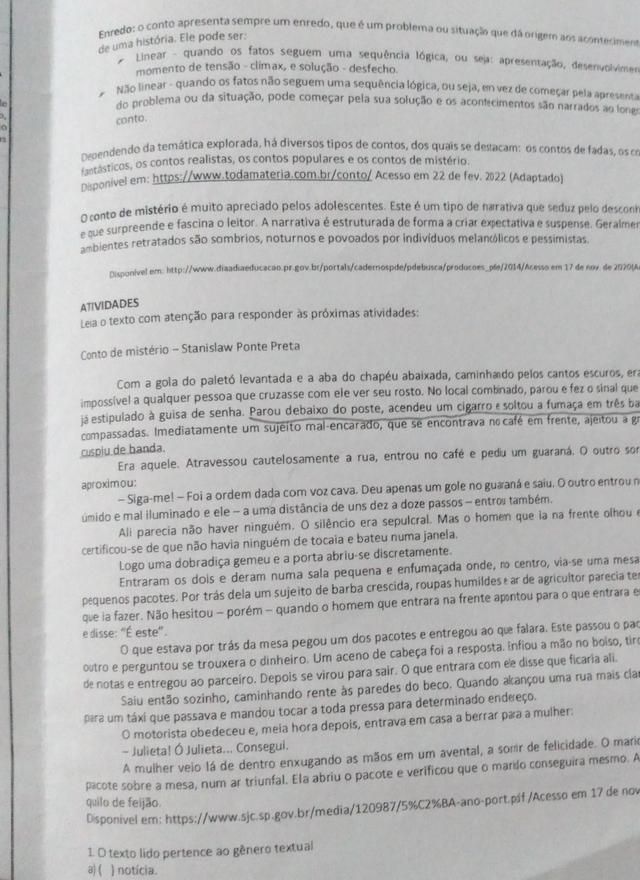 Enredo: o conto apresenta sempre um enredo, que é um problema ou situação que dá origem aos
de uma história. Ele pode ser:
Linear - quando os fatos seguem uma sequência lógica, ou seja: apresentação,
momento de tensão - climax, e solução - desfecho.
Não linear - quando os fatos não seguem uma sequência lógica, ou seja, em vez de começar pela
do problema ou da situação, pode começar pela sua solução e os acontecimentos são narrados ao
conto.
Dependendo da temática explorada, há diversos tipos de contos, dos quais se destacam: os contos de fadas, os
fantásticos, os contos realistas, os contos populares e os contos de mistério.
Disponível em: https://www.todamateria.com.br/conto/ Acesso em 22 de fev. 2022 (Adaptado)
O conto de mistério é muito apreciado pelos adolescentes. Este é um tipo de narrativa que seduz pelo
e que surpreende e fascina o leitor. A narrativa é estruturada de forma a criar expectativa e suspense.
ambientes retratados são sombrios, noturnos e povoados por indivíduos melancólicos e pessimistas.
Disponível em: http://www.diaadiaeducacao.pr.gov.br/portals/cadernospde/pdebusca/producoes_pde/2014/Acesso em 17 de nov. de
ATIVIDADES
Leia o texto com atenção para responder às próximas atividades:
Conto de mistério – Stanislaw Ponte Preta
Com a gola do paletó levantada e a aba do chapéu abaixada, caminhando pelos cantos escuros, era
impossível a qualquer pessoa que cruzasse com ele ver seu rosto. No local combinado, parou e fez o sinal que
já estipulado à guisa de senha. Parou debaixo do poste, acendeu um cigarro e soltou a fumaça em três
compassadas. Imediatamente um sujeito mal-encarado, que se encontrava no café em frente, ajeitou a
cuspiu de banda.
Era aquele. Atravessou cautelosamente a rua, entrou no café e pediu um guaraná. O outro
aproximou:
– Siga-me! – Foi a ordem dada com voz cava. Deu apenas um gole no guaraná e saiu. O outro entrou
úmido e mal iluminado e ele – a uma distância de uns dez a doze passos – entrou também.
Ali parecia não haver ninguém. O silêncio era sepulcral. Mas o homem que ia na frente olhou
certificou-se de que não havia ninguém de tocaia e bateu numa janela.
Logo uma dobradiça gemeu e a porta abriu-se discretamente.
Entraram os dois e deram numa sala pequena e enfumaçada onde, no centro, via-se uma mesa
pequenos pacotes. Por trás dela um sujeito de barba crescida, roupas humildes e ar de agricultor parecia
que ia fazer. Não hesitou – porém – quando o homem que entrara na frente apontou para o que entrara
e disse: “É este”.
O que estava por trás da mesa pegou um dos pacotes e entregou ao que falara. Este passou o
outro e perguntou se trouxera o dinheiro. Um aceno de cabeça foi a resposta. Enfiou a mão no bolso,
de notas e entregou ao parceiro. Depois se virou para sair. O que entrara com ele disse que ficaria ali.
Saiu então sozinho, caminhando rente às paredes do beco. Quando alcançou uma rua mais
para um táxi que passava e mandou tocar a toda pressa para determinado endereço.
O motorista obedeceu e, meia hora depois, entrava em casa a berrar para a mulher:
– Julieta! Ó Julieta... Consegui.
A mulher veio lá de dentro enxugando as mãos em um avental, a sorrir de felicidade. O
pacote sobre a mesa, num ar triunfal. Ela abriu o pacote e verificou que o marido conseguira mesmo.
quilo de feijão.
Disponível em: https://www.sjc.sp.gov.br/media/120987/5%C2%BA-ano-port.pdf /Acesso em 17 de nov
1. O texto lido pertence ao gênero textual
a) ( ) notícia.